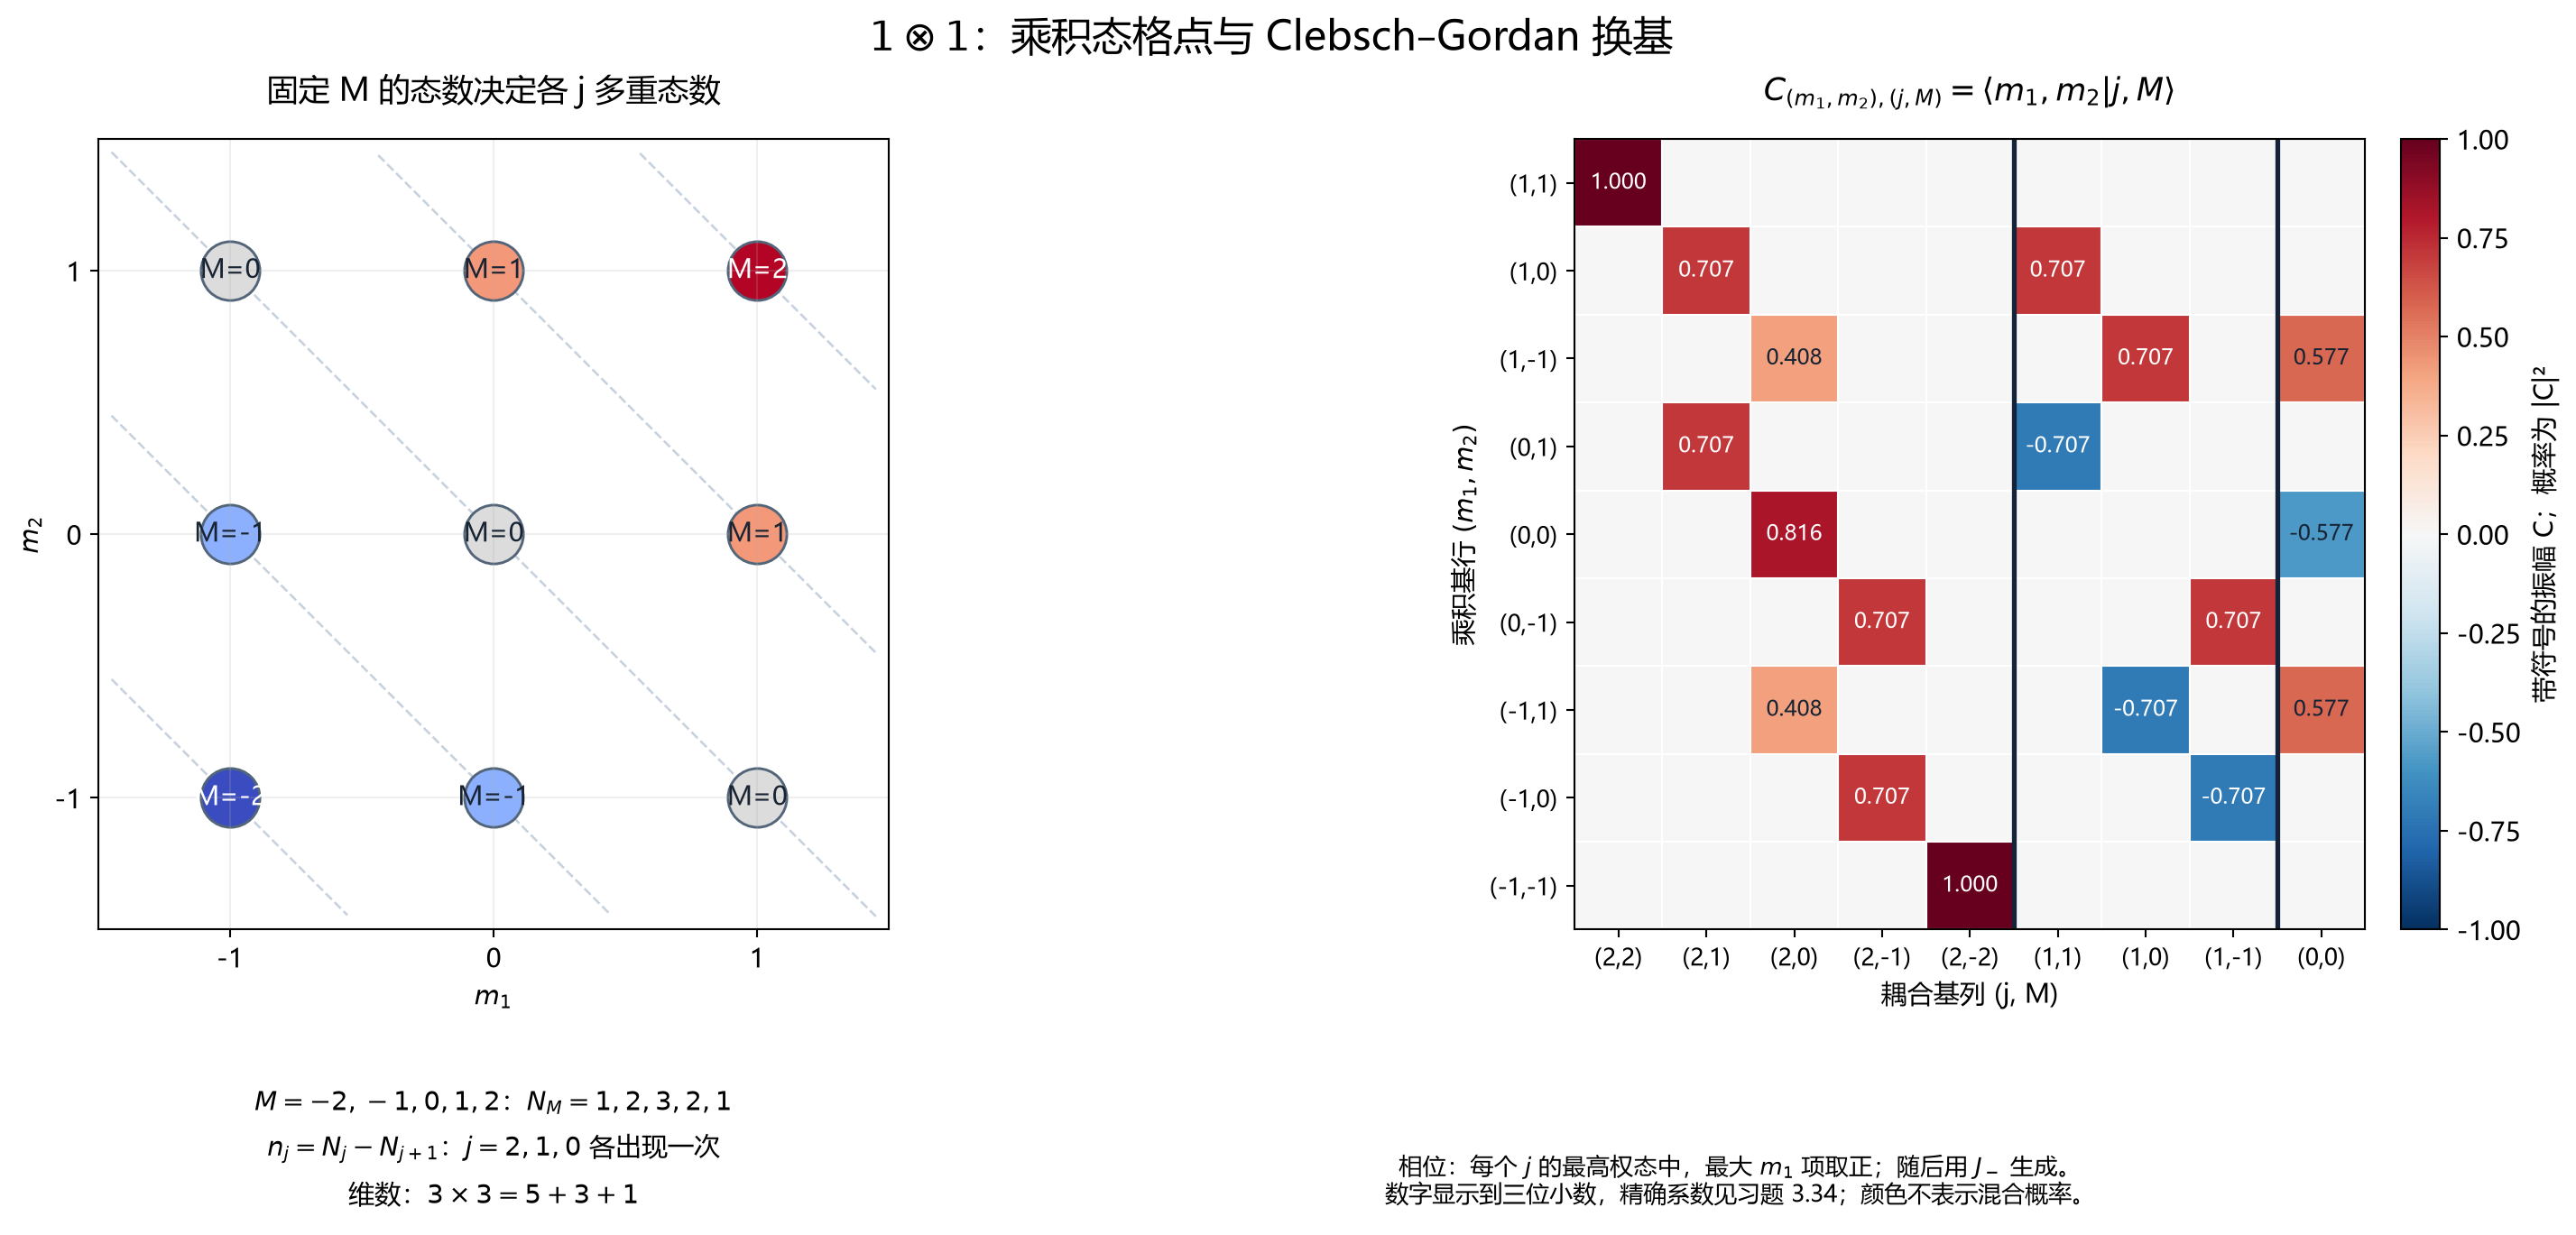 1 ⊗ 1：乘积态格点与 Clebsch–Gordan 换基
固定 M 的态数决定各 j 多重态数
M=0 M=1 M=2
M=-1 M=0 M=1
M=-2 M=-1 M=0
1
0
-1
m₂
-1 0 1
m₁
M = −2, −1, 0, 1, 2：N_M = 1, 2, 3, 2, 1
n_j = N_j − N_{j+1}：j = 2, 1, 0 各出现一次
维数：3 × 3 = 5 + 3 + 1
C_{(m₁, m₂), (j, M)} = ⟨m₁, m₂|j, M⟩
乘积基行 (m₁, m₂)
(1,1) 1.000
(1,0) 0.707 0.707
(1,-1) 0.408 0.707 0.577
(0,1) 0.707 -0.707
(0,0) 0.816 -0.577
(0,-1) 0.707 0.707
(-1,1) 0.408 -0.707 0.577
(-1,0) 0.707 -0.707
(-1,-1) 1.000
(2,2) (2,1) (2,0) (2,-1) (2,-2) (1,1) (1,0) (1,-1) (0,0)
耦合基列 (j, M)
1.00
0.75
0.50
0.25
0.00
-0.25
-0.50
-0.75
-1.00
带符号的振幅 C；概率为 |C|²
相位：每个 j 的最高权态中，最大 m₁ 项取正；随后用 J₋ 生成。
数字显示到三位小数，精确系数见习题 3.34；颜色不表示混合概率。